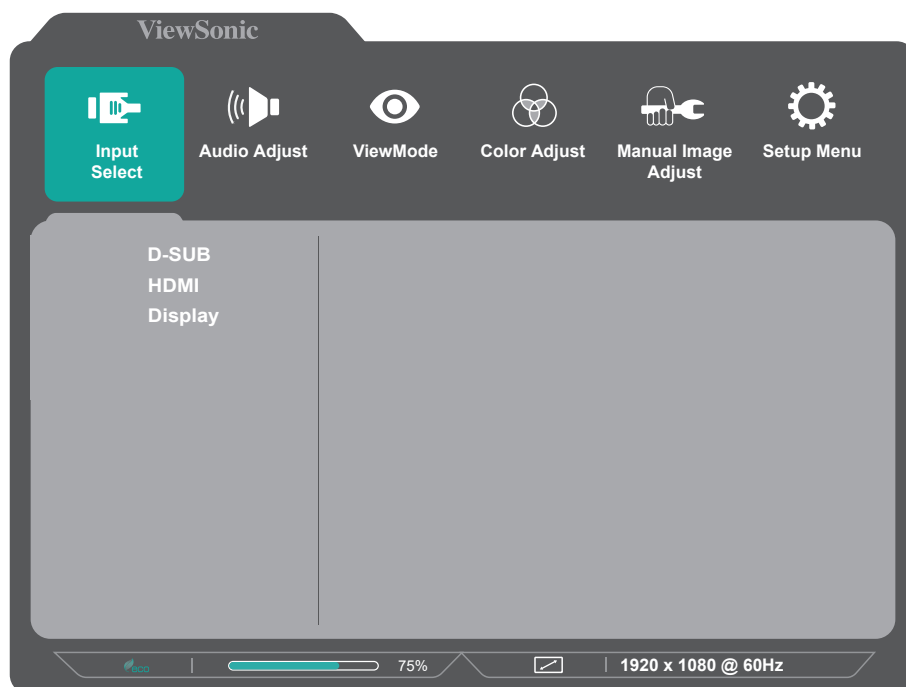 ViewSonic
Input
Select
Audio Adjust
ViewMode
Color Adjust
Manual Image
Adjust
Setup Menu
D-SUB
HDMI
Display
75%
1920 x 1080 @ 60Hz